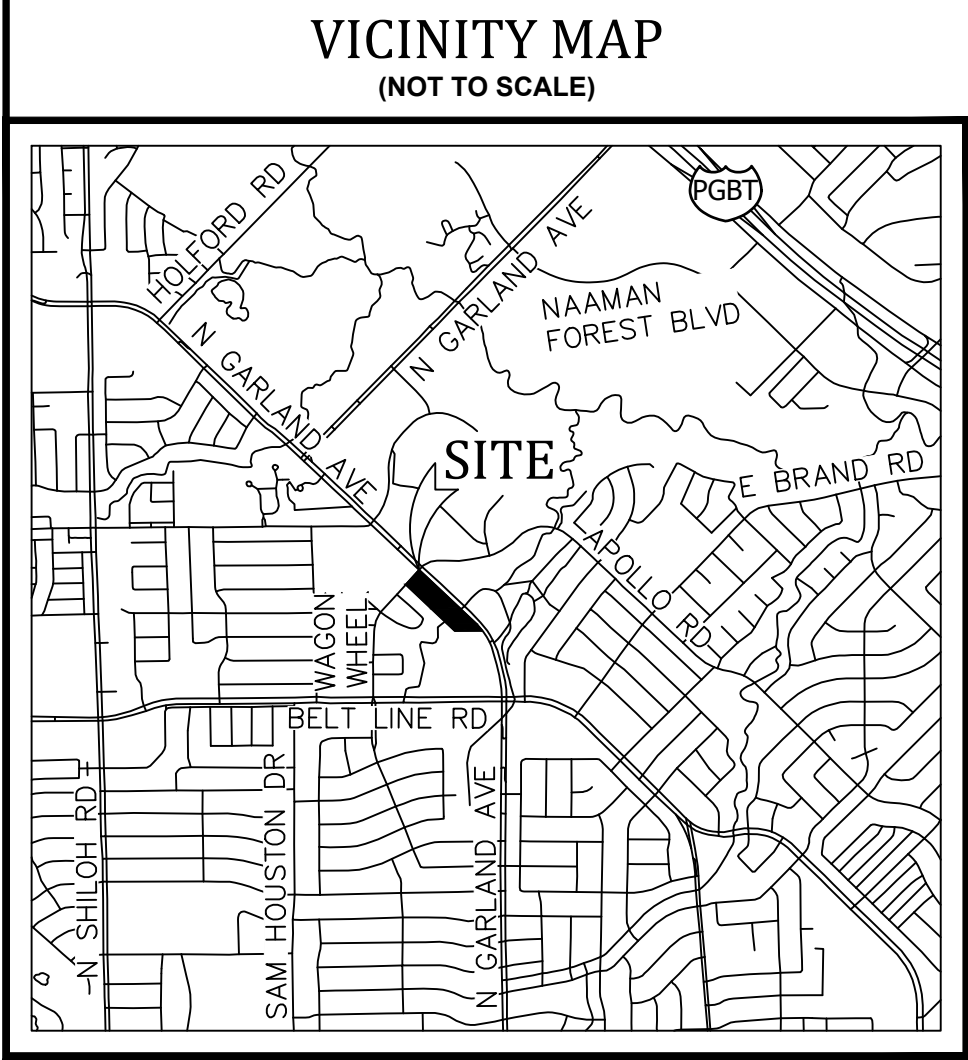 VICINITY MAP
(NOT TO SCALE)
PGBT
HOLFORD RD
N GARLAND AVE
NAAMAN
FOREST BLVD
N GARLAND AVE
SITE
E BRAND RD
APOLLO RD
WAGON
WHEEL
BELT LINE RD
N SHILOH RD
SAM HOUSTON DR
N GARLAND AVE